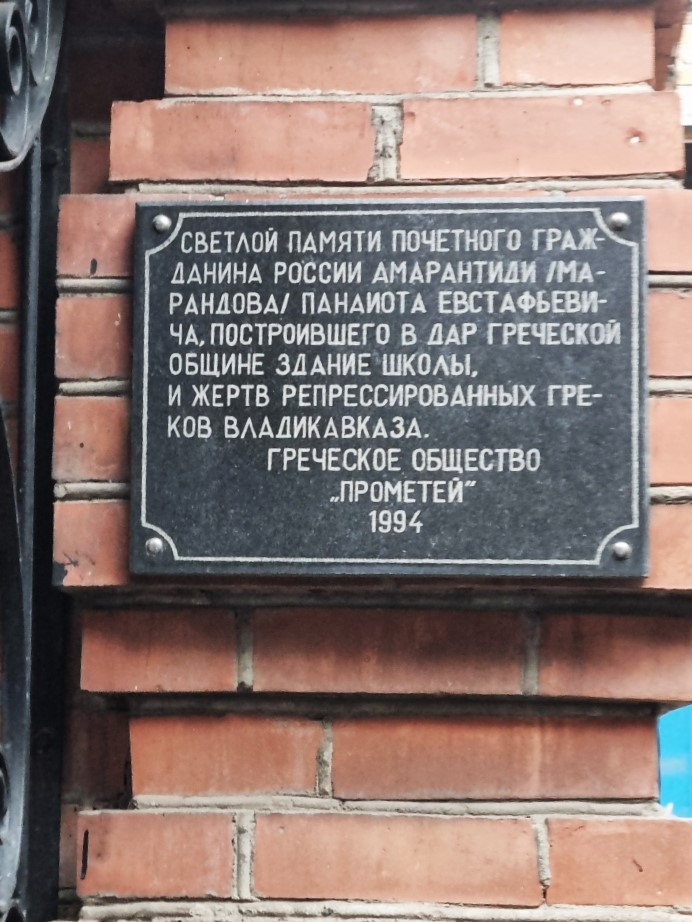 СВЕТЛОЙ ПАМЯТИ ПОЧЕТНОГО ГРАЖ-
ДАНИНА РОССИИ АМАРАНТИДИ /МА-
РАНДОВА/ ПАНАИОТА ЕВСТАФЬЕВИ-
ЧА, ПОСТРОИВШЕГО В ДАР ГРЕЧЕСКОЙ
ОБЩИНЕ ЗДАНИЕ ШКОЛЫ,
И ЖЕРТВ РЕПРЕССИРОВАННЫХ ГРЕ-
КОВ ВЛАДИКАВКАЗА.
ГРЕЧЕСКОЕ ОБЩЕСТВО
„ПРОМЕТЕЙ"
1994